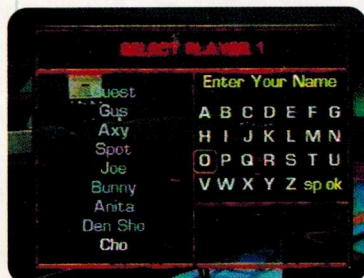 SELECT PLAYER 1
Guest
Gus
Axy
Spot
Joe
Bunny
Anita
Den Sho
Cho
Enter Your Name
A B C D E F G
H I J K L M N
O P Q R S T U
V W X Y Z sp ok